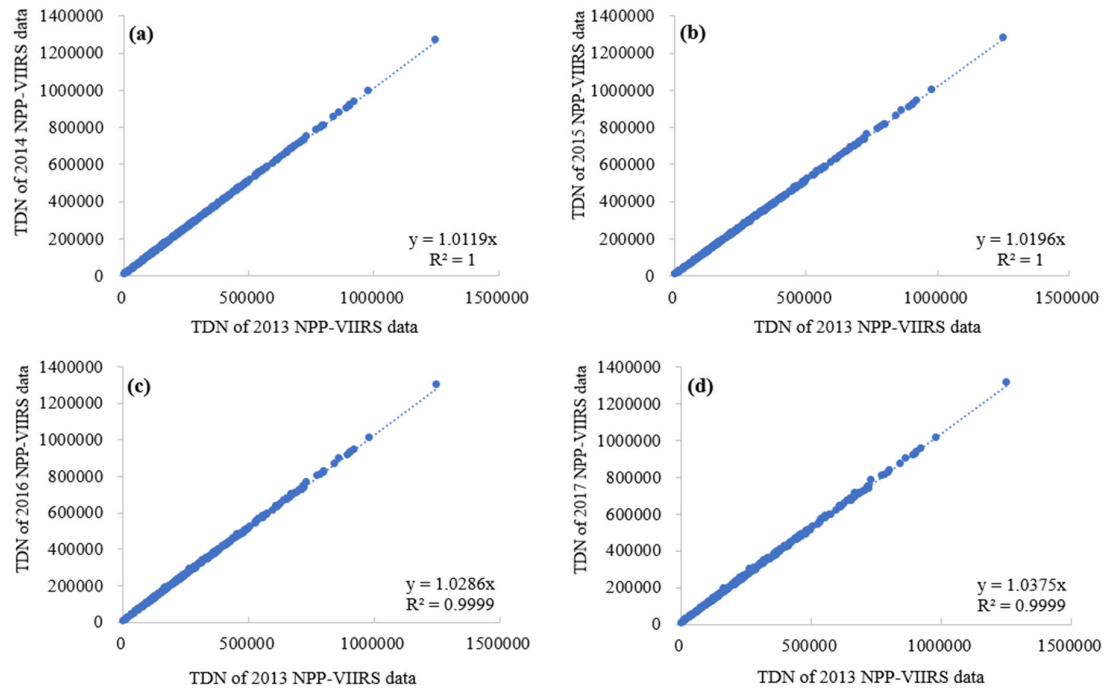 (a)
TDN of 2014 NPP-VIIRS data
1400000
1200000
1000000
800000
600000
400000
200000
0
y = 1.0119x
R² = 1
0 500000 1000000 1500000
TDN of 2013 NPP-VIIRS data
(b)
TDN of 2015 NPP-VIIRS data
1400000
1200000
1000000
800000
600000
400000
200000
0
y = 1.0196x
R² = 1
0 500000 1000000 1500000
TDN of 2013 NPP-VIIRS data
(c)
TDN of 2016 NPP-VIIRS data
1400000
1200000
1000000
800000
600000
400000
200000
0
y = 1.0286x
R² = 0.9999
0 500000 1000000 1500000
TDN of 2013 NPP-VIIRS data
(d)
TDN of 2017 NPP-VIIRS data
1400000
1200000
1000000
800000
600000
400000
200000
0
y = 1.0375x
R² = 0.9999
0 500000 1000000 1500000
TDN of 2013 NPP-VIIRS data